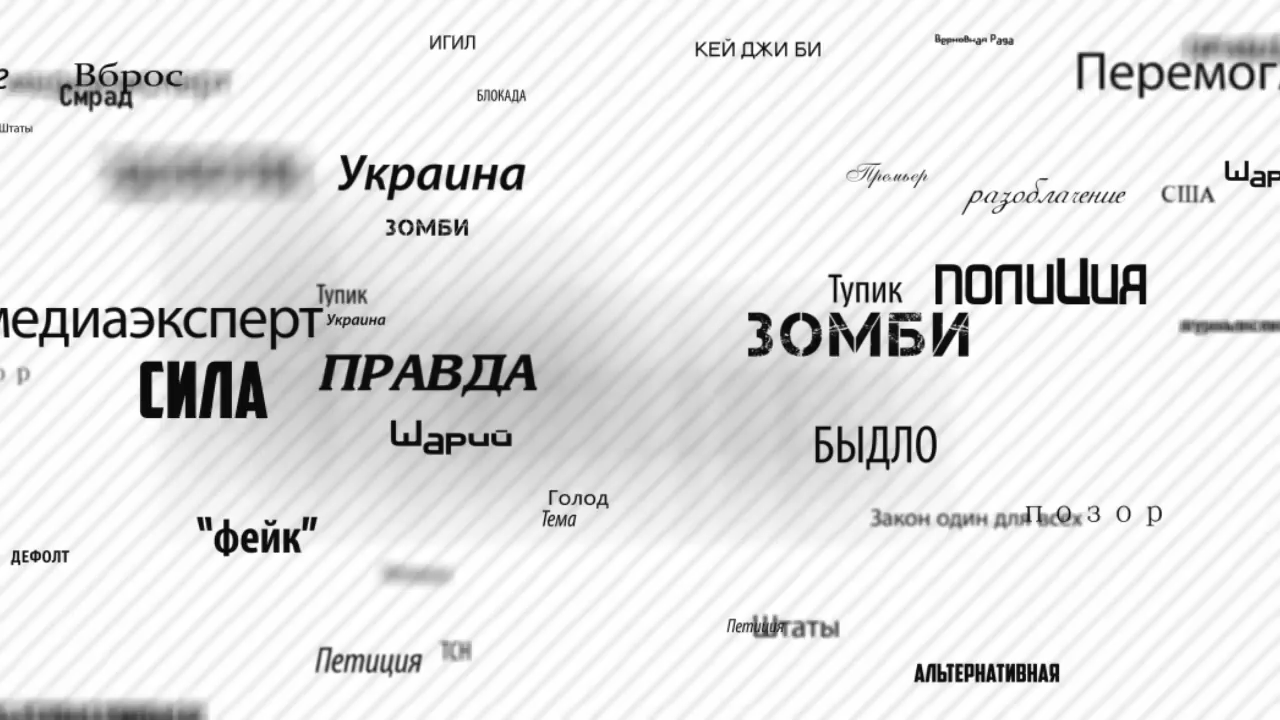 ИГИЛ
КЕЙ ДЖИ БИ
Верховная Рада
Вброс
Перемог
Смрад
БЛОКАДА
Штаты
Украина
Премьер
разоблачение
США
Шар
ЗОМБИ
Тупик
Украина
медиаэксперт
Тупик
ПОЛИЦИЯ
ЗОМБИ
ПРАВДА
СИЛА
о р
Шарий
БЫДЛО
Голод
Тема
Закон один для всех
позор
"фейк"
ДЕФОЛТ
Петиция
Штаты
Петиция
ТСН
АЛЬТЕРНАТИВНАЯ